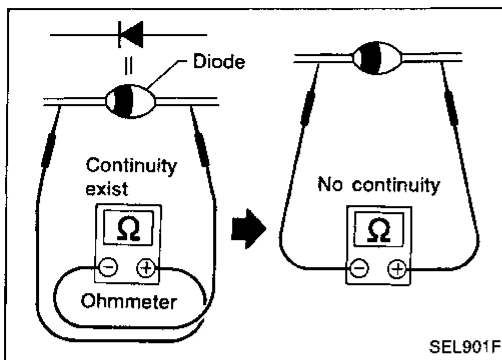 Diode
Continuity
exist
Ω
− +
Ohmmeter
No continuity
Ω
− +
SEL901F